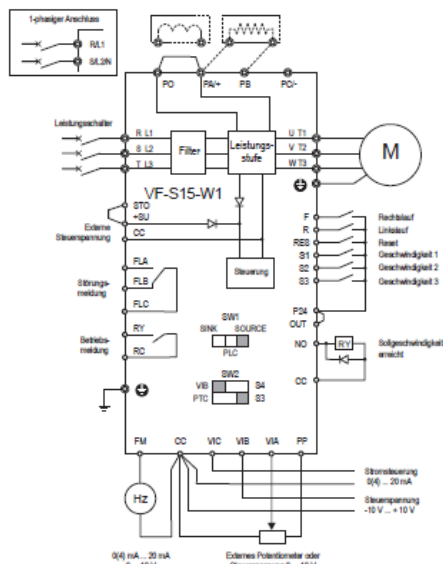 1-phasiger Anschluss
R/L1
S/L2/N
PO
PA/+
PB
PC/-
Leistungsschalter
R L1
S L2
T L3
Filter
Leistungs-
stufe
U T1
V T2
W T3
M
VF-S15-W1
STO
+SU
CC
Externe
Steuerspannung
Steuerung
F
R
RES
S1
S2
S3
Rechtslauf
Linkslauf
Reset
Geschwindigkeit 1
Geschwindigkeit 2
Geschwindigkeit 3
FLA
FLB
FLC
Störungs-
meldung
P24
OUT
NO
RY
CC
Sollgeschwindigkeit
erreicht
RY
RC
Betriebs-
meldung
SW1
SINK
SOURCE
PLC
SW2
VIB
S4
PTC
S3
FM
CC
VIC
VIB
VIA
PP
Hz
Stromsteuerung
0(4) ... 20 mA
Steuerspannung
-10 V ... +10 V
0(4) mA ... 20 mA
Externes Potentiometer oder